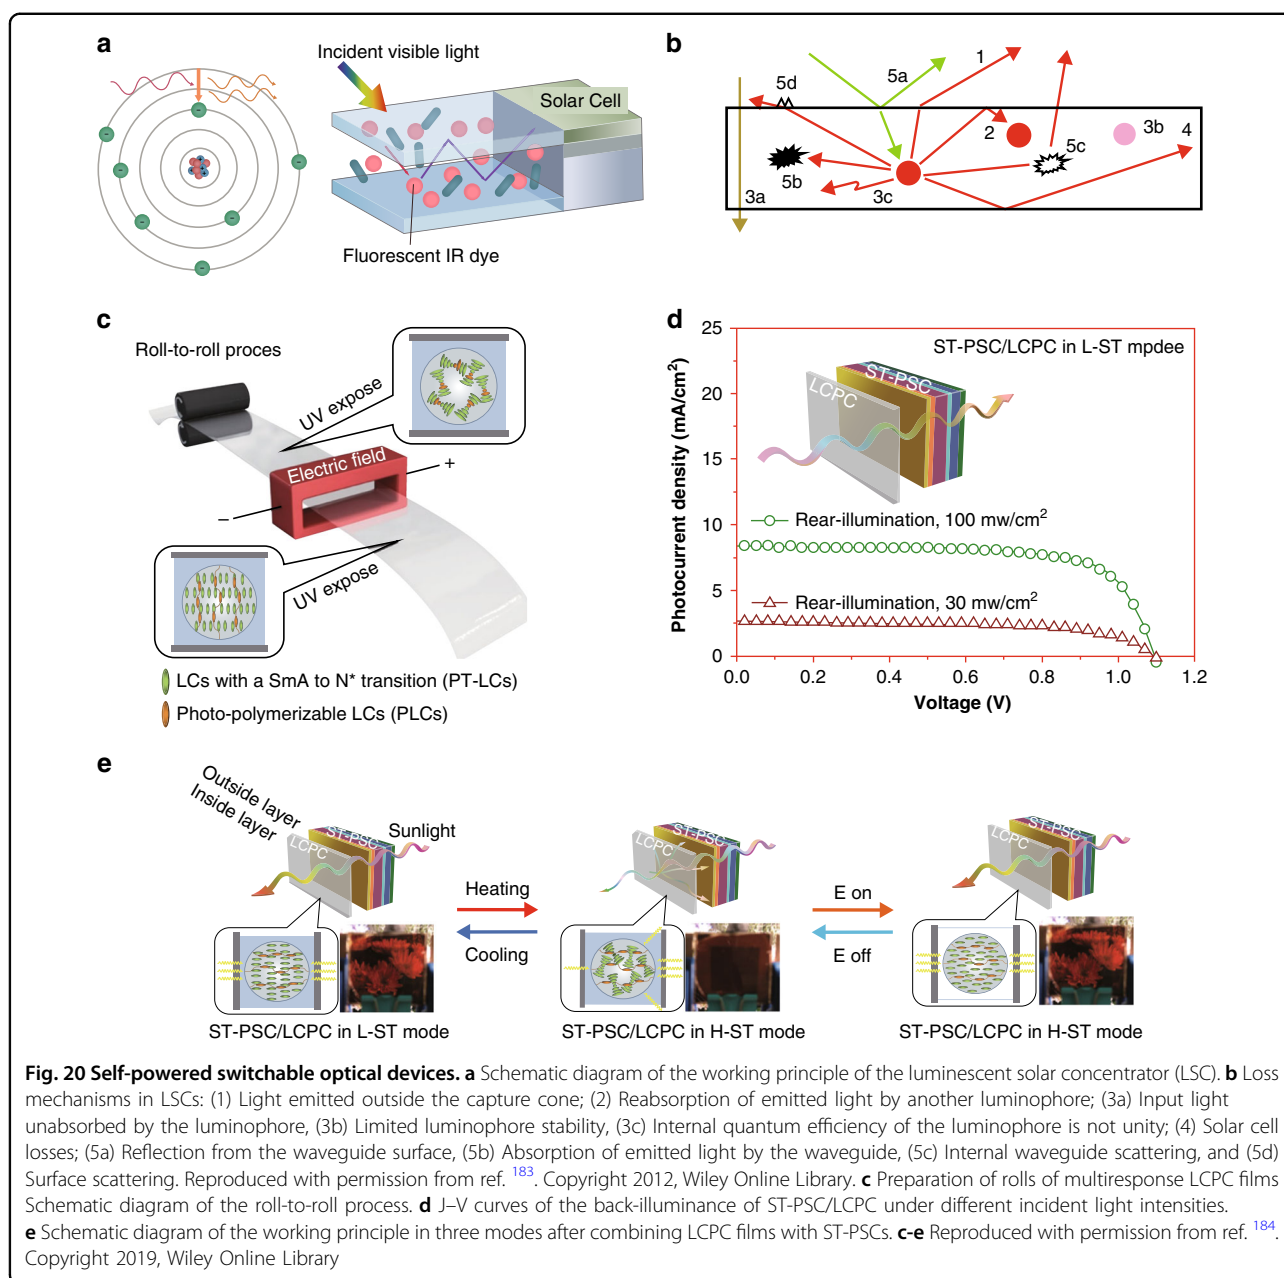 a
Incident visible light
Solar Cell
Fluorescent IR dye
b
1
5a
5d
2
3b
4
5c
5b
3a
3c
c
Roll-to-roll proces
UV expose
Electric field
+
−
UV expose
LCs with a SmA to N* transition (PT-LCs)
Photo-polymerizable LCs (PLCs)
d
ST-PSC/LCPC in L-ST mpdee
LCPC
ST-PSC
Rear-illumination, 100 mw/cm²
Rear-illumination, 30 mw/cm²
Photocurrent density (mA/cm²)
25
20
15
10
5
0
0.0 0.2 0.4 0.6 0.8 1.0 1.2
Voltage (V)
e
Outside layer
Inside layer
LCPC
ST-PSC
Sunlight
Heating
Cooling
LCPC
ST-PSC
E on
E off
LCPC
ST-PSC
ST-PSC/LCPC in L-ST mode
ST-PSC/LCPC in H-ST mode
ST-PSC/LCPC in H-ST mode
Fig. 20 Self-powered switchable optical devices. a Schematic diagram of the working principle of the luminescent solar concentrator (LSC). b Loss
mechanisms in LSCs: (1) Light emitted outside the capture cone; (2) Reabsorption of emitted light by another luminophore; (3a) Input light
unabsorbed by the luminophore, (3b) Limited luminophore stability, (3c) Internal quantum efficiency of the luminophore is not unity; (4) Solar cell
losses; (5a) Reflection from the waveguide surface, (5b) Absorption of emitted light by the waveguide, (5c) Internal waveguide scattering, and (5d)
Surface scattering. Reproduced with permission from ref. 183. Copyright 2012, Wiley Online Library. c Preparation of rolls of multiresponse LCPC films
Schematic diagram of the roll-to-roll process. d J–V curves of the back-illuminance of ST-PSC/LCPC under different incident light intensities.
e Schematic diagram of the working principle in three modes after combining LCPC films with ST-PSCs. c-e Reproduced with permission from ref. 184.
Copyright 2019, Wiley Online Library